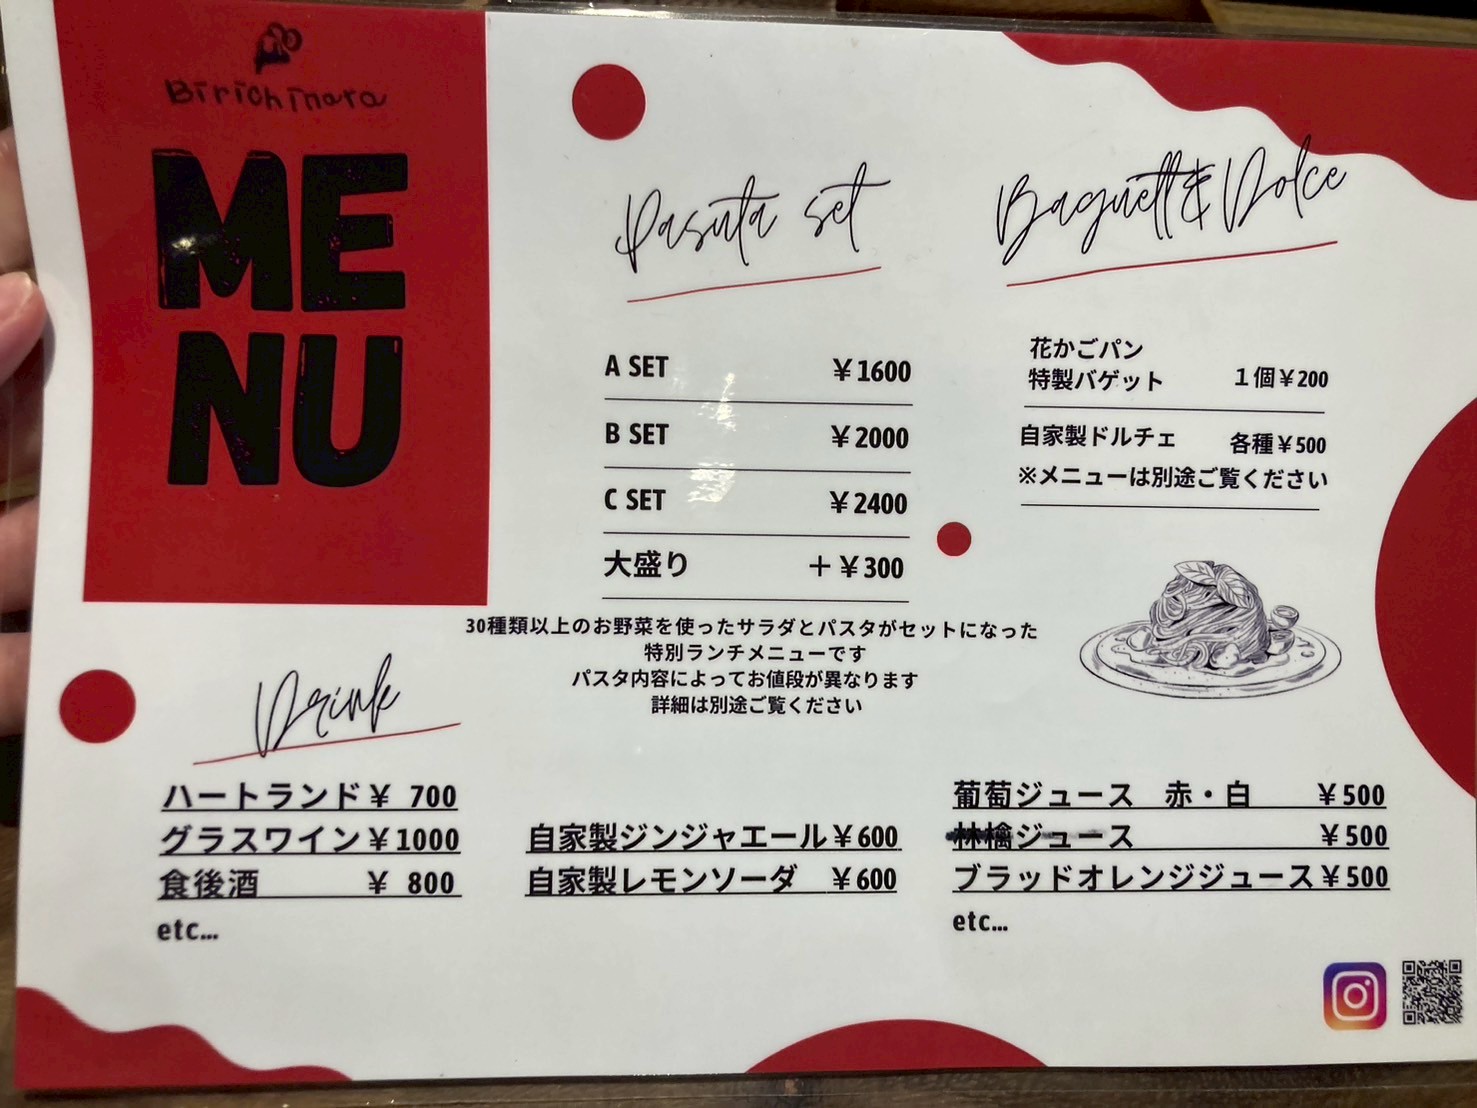 Birichinata
ME
NU
Pasuta set
A SET ￥1600
B SET ￥2000
C SET ￥2400
大盛り ＋￥300
30種類以上のお野菜を使ったサラダとパスタがセットになった
特別ランチメニューです
パスタ内容によってお値段が異なります
詳細は別途ご覧ください
Baguett&Dolce
花かごパン
特製バゲット １個￥200
自家製ドルチェ 各種￥500
※メニューは別途ご覧ください
Drink
ハートランド￥ 700
グラスワイン￥1000
食後酒 ￥ 800
etc…
自家製ジンジャエール￥600
自家製レモンソーダ ￥600
葡萄ジュース 赤・白 ￥500
林檎ジュース ￥500
ブラッドオレンジジュース￥500
etc…